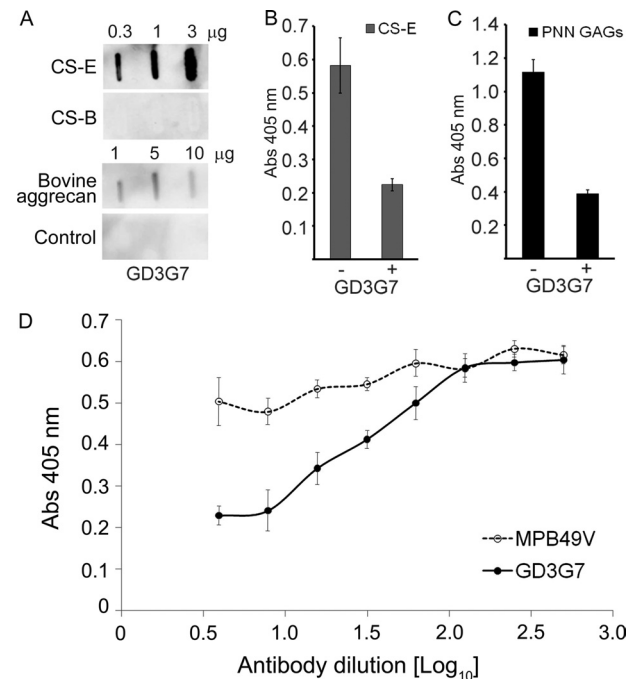 A
0.3 1 3 µg
CS-E
CS-B
1 5 10 µg
Bovine
aggrecan
Control
GD3G7
B
CS-E
0.7
0.6
0.5
0.4
0.3
0.2
0.1
Abs 405 nm
- +
GD3G7
C
PNN GAGs
1.4
1.2
1.0
0.8
0.6
0.4
0.2
Abs 405 nm
- +
GD3G7
D
0.7
0.6
0.5
0.4
0.3
0.2
0.1
0
Abs 405 nm
MPB49V
GD3G7
0 0.5 1.0 1.5 2.0 2.5 3.0
Antibody dilution [Log10]